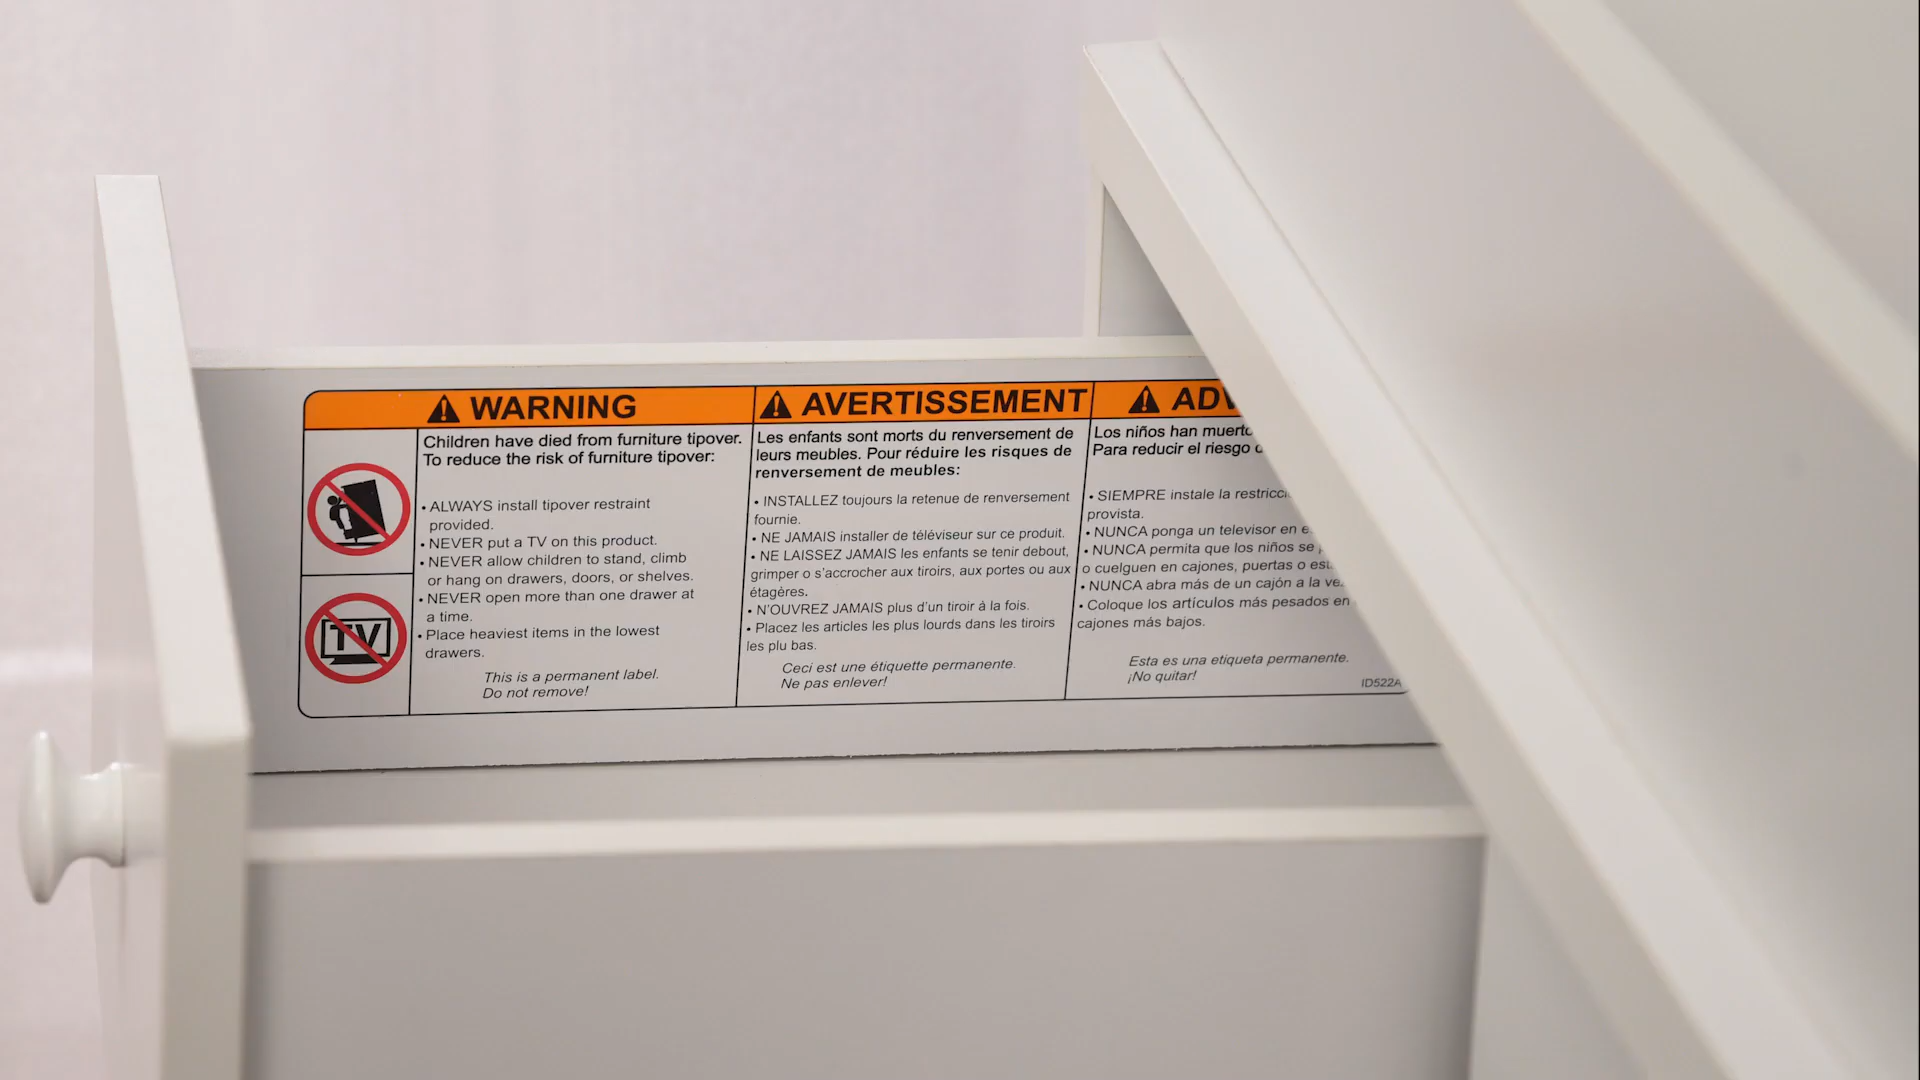 WARNING
Children have died from furniture tipover.
To reduce the risk of furniture tipover:
• ALWAYS install tipover restraint
provided.
• NEVER put a TV on this product.
• NEVER allow children to stand, climb
or hang on drawers, doors, or shelves.
• NEVER open more than one drawer at
a time.
• Place heaviest items in the lowest
drawers.
This is a permanent label.
Do not remove!
TV
AVERTISSEMENT
Les enfants sont morts du renversement de
leurs meubles. Pour réduire les risques de
renversement de meubles:
• INSTALLEZ toujours la retenue de renversement
fournie.
• NE JAMAIS installer de téléviseur sur ce produit.
• NE LAISSEZ JAMAIS les enfants se tenir debout,
grimper o s'accrocher aux tiroirs, aux portes ou aux
étagères.
• N'OUVREZ JAMAIS plus d'un tiroir à la fois.
• Placez les articles les plus lourds dans les tiroirs
les plu bas.
Ceci est une étiquette permanente.
Ne pas enlever!
Los niños han
Para reducir el riesgo
• SIEMPRE instale la
provista.
• NUNCA ponga un televisor en
• NUNCA permita que los niños se
o cuelguen en cajones, puertas o
• NUNCA abra más de un cajón a la
• Coloque los artículos más pesados en
cajones más bajos.
Esta es una etiqueta permanente.
¡No quitar!
ID522A